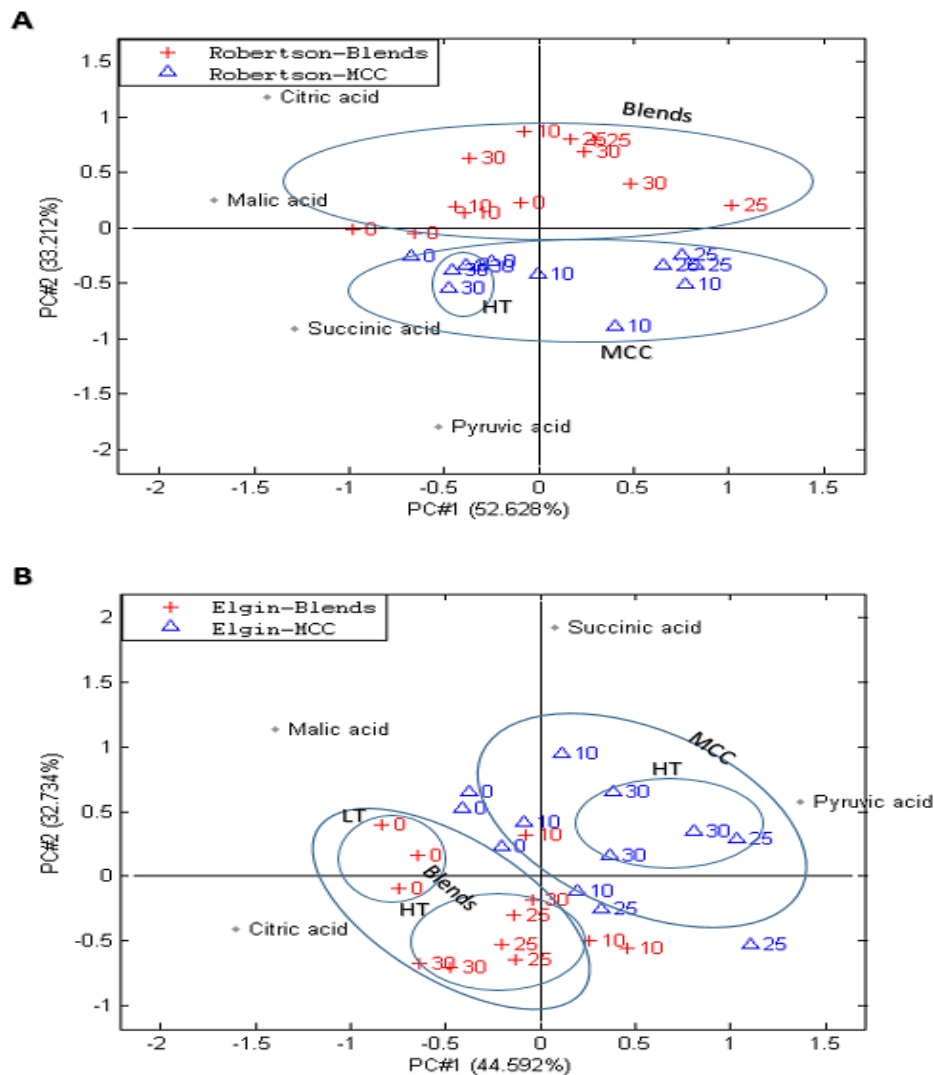 A
Robertson-Blends
Robertson-MCC
1.5
1
0.5
0
-0.5
-1
-1.5
-2
PC#2 (33.212%)
Citric acid
Malic acid
Succinic acid
Pyruvic acid
Blends
10
25
25
30
30
30
25
10
0
0
0
0
25
25
25
10
10
10
30
30
HT
MCC
-2
-1.5
-1
-0.5
0
0.5
1
1.5
PC#1 (52.628%)
B
Elgin-Blends
Elgin-MCC
2
1.5
1
0.5
0
-0.5
-1
PC#2 (32.734%)
Succinic acid
Malic acid
Pyruvic acid
Citric acid
MCC
10
HT
0
30
0
10
10
30
25
0
30
LT
0
0
0
Blends
HT
10
30
25
25
25
25
10
10
25
30
30
-2
-1.5
-1
-0.5
0
0.5
1
1.5
PC#1 (44.592%)